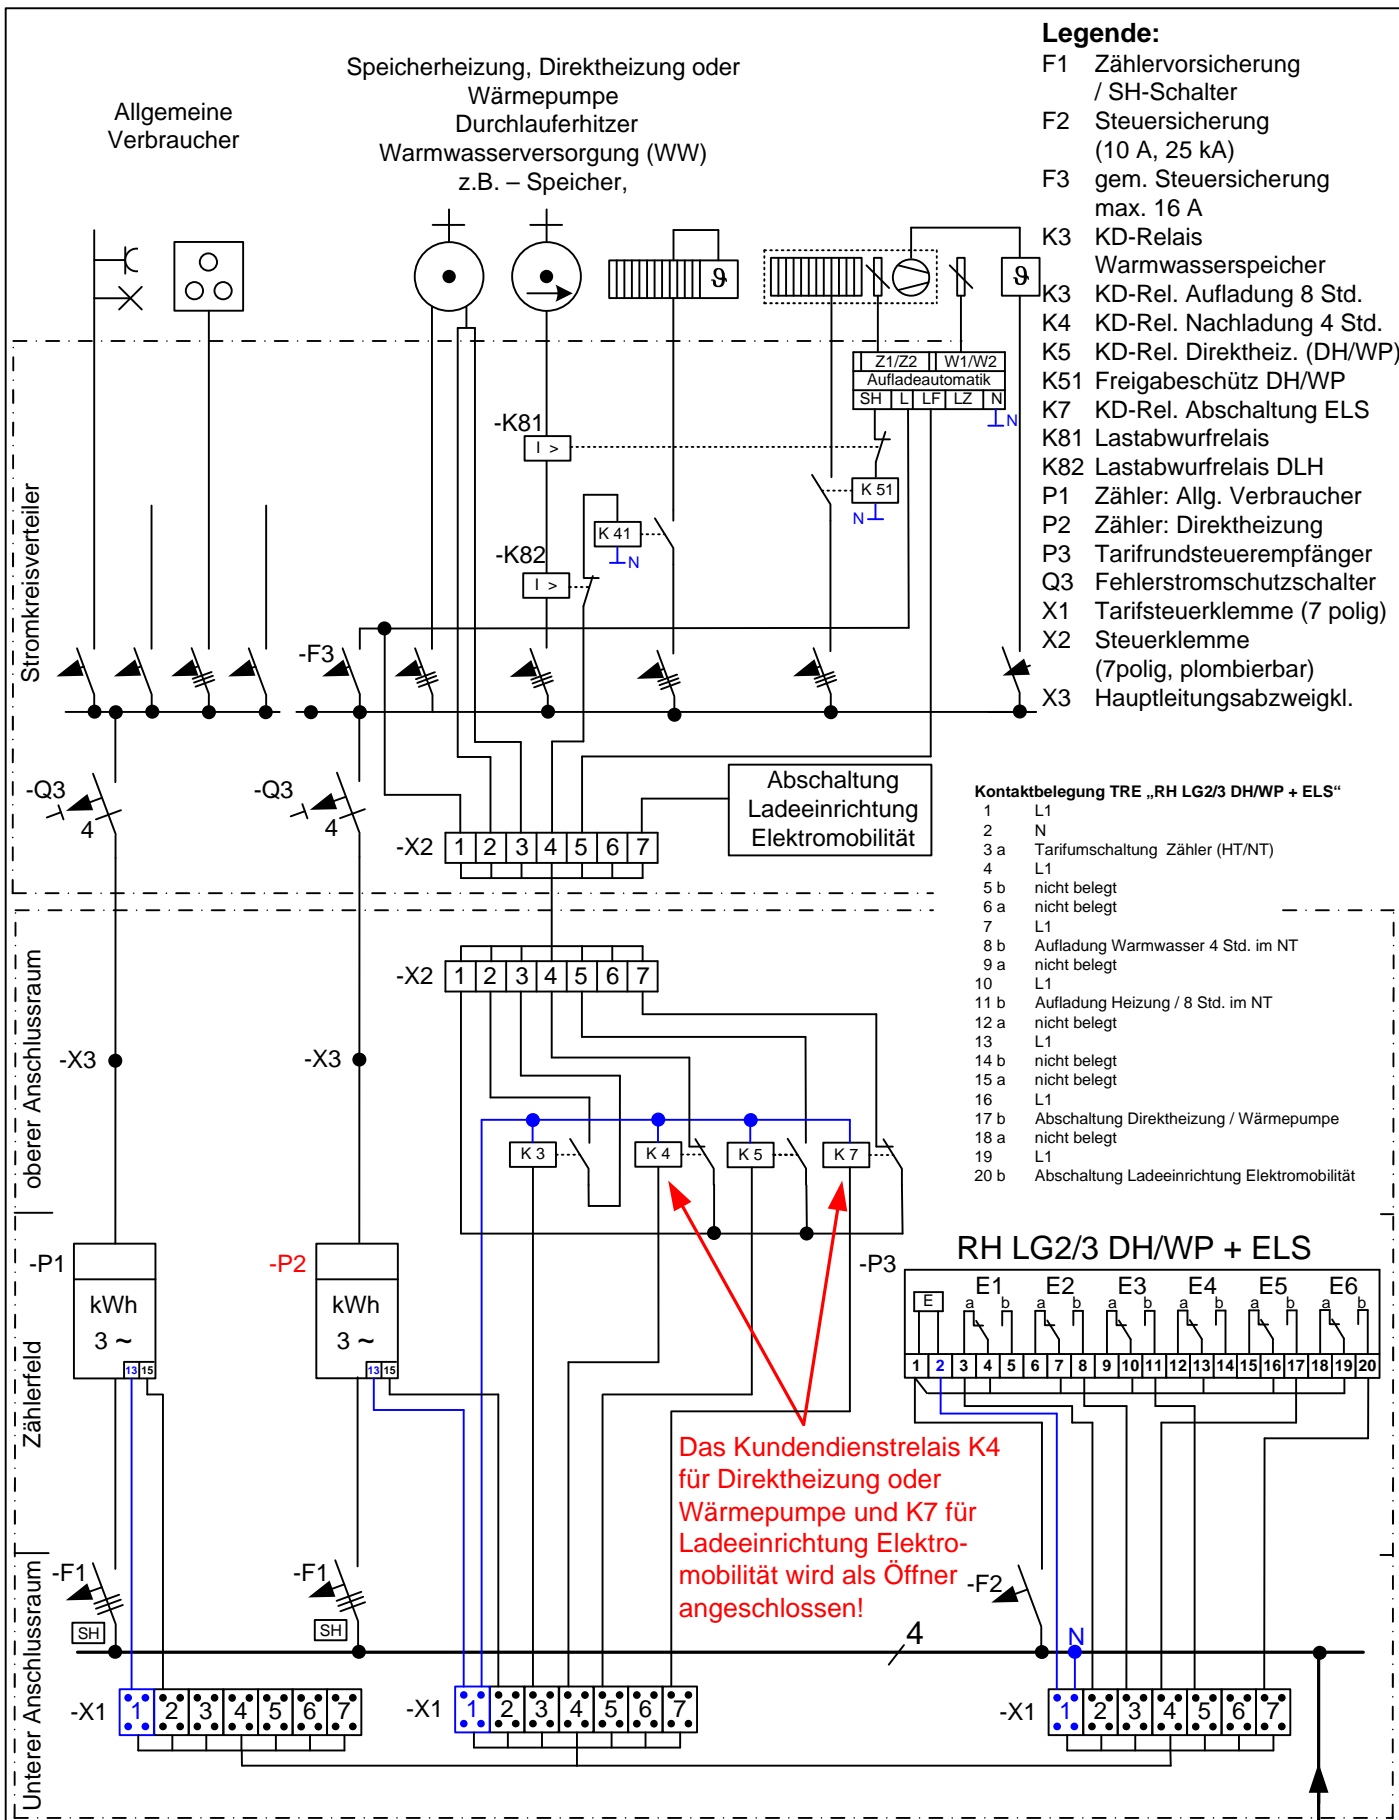 Legende:
F1 Zählervorsicherung
/ SH-Schalter
F2 Steuersicherung
(10 A, 25 kA)
F3 gem. Steuersicherung
max. 16 A
K3 KD-Relais
Warmwasserspeicher
K3 KD-Rel. Aufladung 8 Std.
K4 KD-Rel. Nachladung 4 Std.
K5 KD-Rel. Direktheiz. (DH/WP)
K51 Freigabeschütz DH/WP
K7 KD-Rel. Abschaltung ELS
K81 Lastabwurfrelais
K82 Lastabwurfrelais DLH
P1 Zähler: Allg. Verbraucher
P2 Zähler: Direktheizung
P3 Tarifrundsteuerempfänger
Q3 Fehlerstromschutzschalter
X1 Tarifsteuerklemme (7 polig)
X2 Steuerklemme
(7polig, plombierbar)
X3 Hauptleitungsabzweigkl.
Allgemeine
Verbraucher
Speicherheizung, Direktheizung oder
Wärmepumpe
Durchlauferhitzer
Warmwasserversorgung (WW)
z.B. – Speicher,
ϑ
ϑ
Z1/Z2 W1/W2
Aufladeautomatik
SH L LF LZ N
N
-K81
I >
K 51
N
K 41
N
-K82
I >
Stromkreisverteiler
-F3
-Q3
4
-Q3
4
Abschaltung
Ladeeinrichtung
Elektromobilität
-X2 1 2 3 4 5 6 7
Kontaktbelegung TRE „RH LG2/3 DH/WP + ELS“
1 L1
2 N
3 a Tarifumschaltung Zähler (HT/NT)
4 L1
5 b nicht belegt
6 a nicht belegt
7 L1
8 b Aufladung Warmwasser 4 Std. im NT
9 a nicht belegt
10 L1
11 b Aufladung Heizung / 8 Std. im NT
12 a nicht belegt
13 L1
14 b nicht belegt
15 a nicht belegt
16 L1
17 b Abschaltung Direktheizung / Wärmepumpe
18 a nicht belegt
19 L1
20 b Abschaltung Ladeeinrichtung Elektromobilität
oberer Anschlussraum
-X2 1 2 3 4 5 6 7
-X3
-X3
K 3
K 4
K 5
K 7
Zählerfeld
-P1
kWh
3 ~
13 15
-P2
kWh
3 ~
13 15
-P3
RH LG2/3 DH/WP + ELS
E E1 E2 E3 E4 E5 E6
a b a b a b a b a b a b
1 2 3 4 5 6 7 8 9 10 11 12 13 14 15 16 17 18 19 20
Das Kundendienstrelais K4
für Direktheizung oder
Wärmepumpe und K7 für
Ladeeinrichtung Elektro-
mobilität wird als Öffner
angeschlossen!
Unterer Anschlussraum
-F1
SH
-F1
SH
-F2
4
N
-X1 1 2 3 4 5 6 7
-X1 1 2 3 4 5 6 7
-X1 1 2 3 4 5 6 7